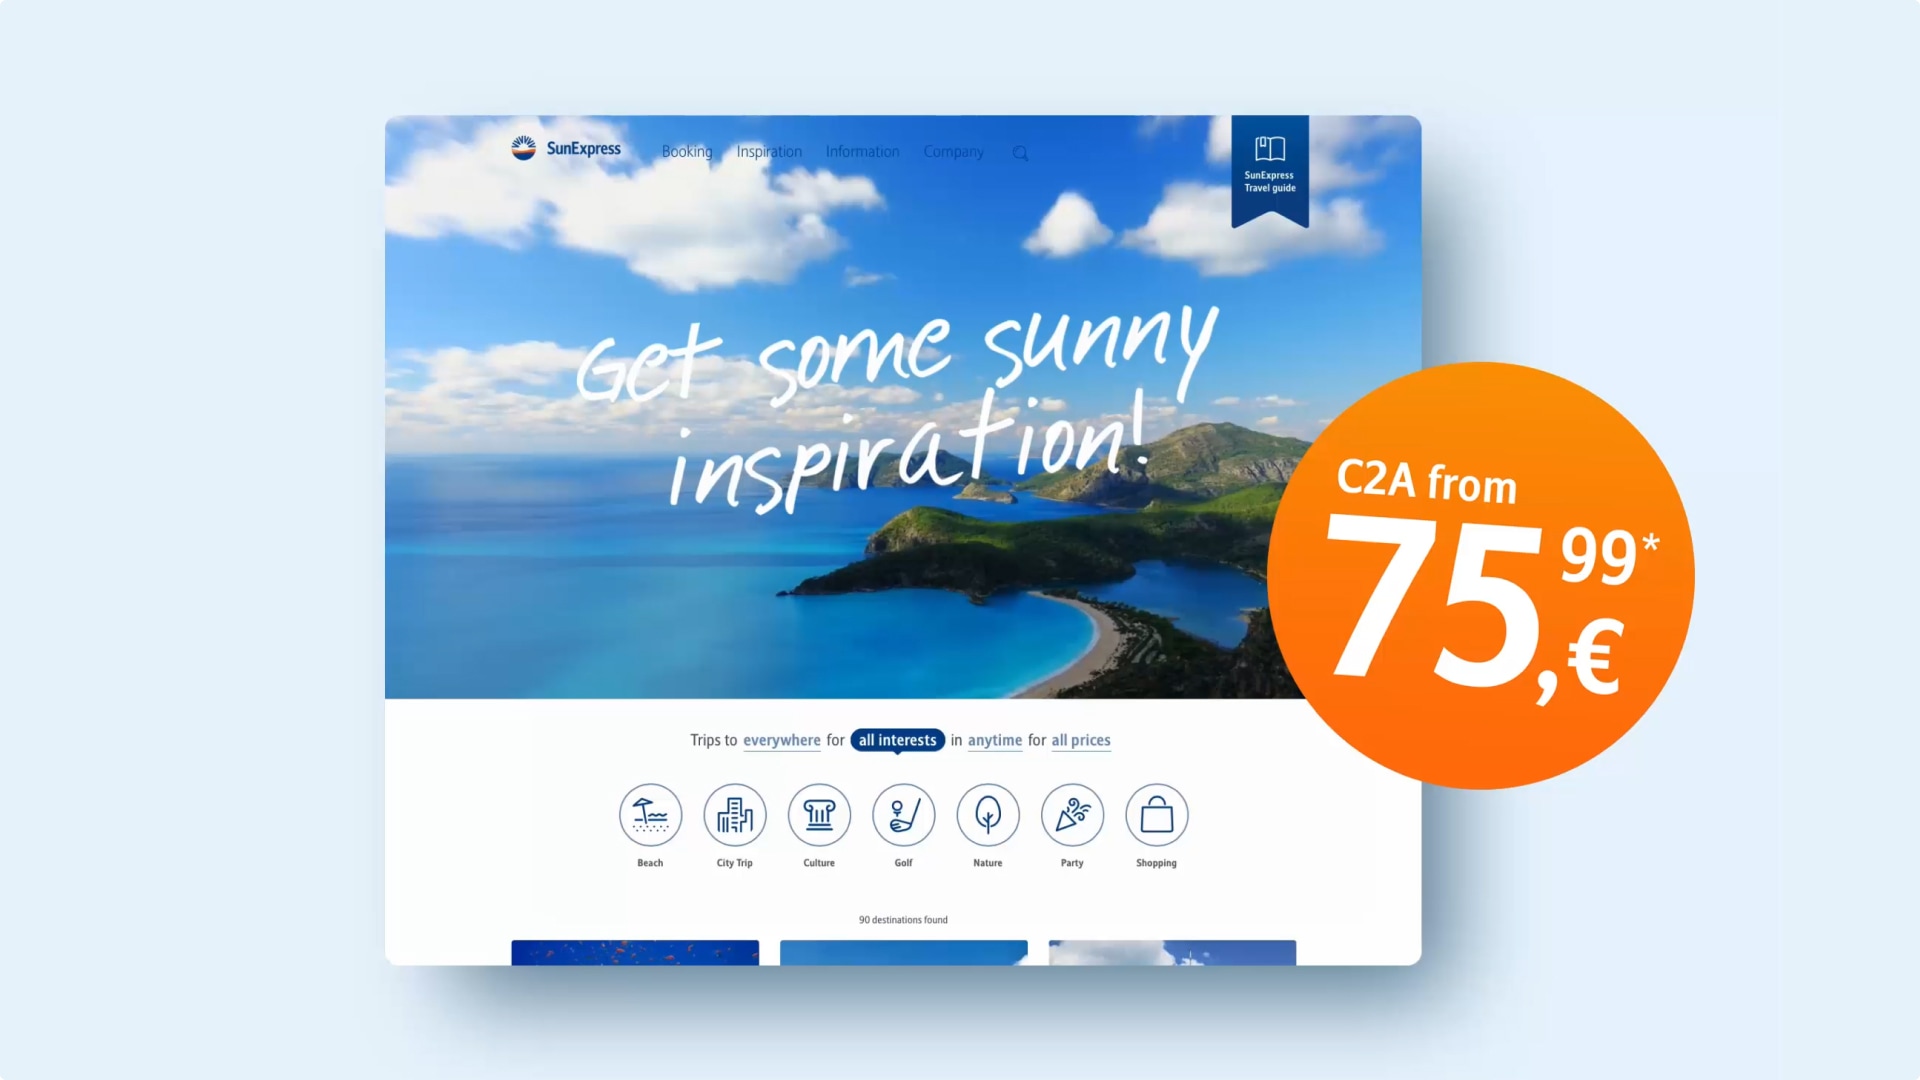 SunExpress
Booking Inspiration Information Company
SunExpress
Travel guide
Get some sunny
inspiration!
C2A from
75,99*€
Trips to everywhere for all interests in anytime for all prices
Beach City Trip Culture Golf Nature Party Shopping
90 destinations found